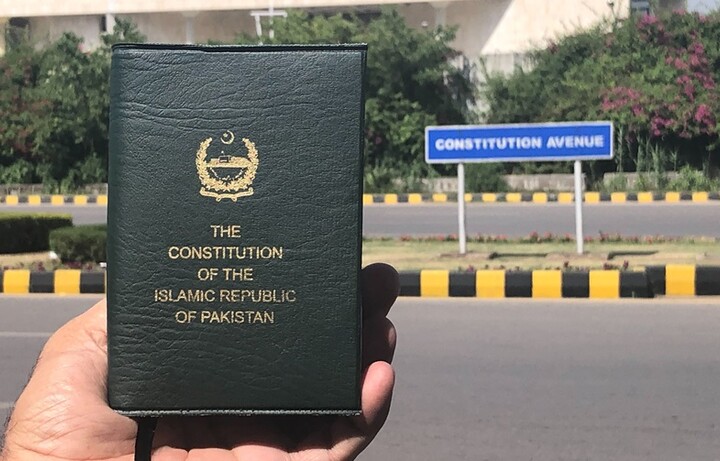 THE
CONSTITUTION
OF THE
ISLAMIC REPUBLIC
OF PAKISTAN
CONSTITUTION AVENUE